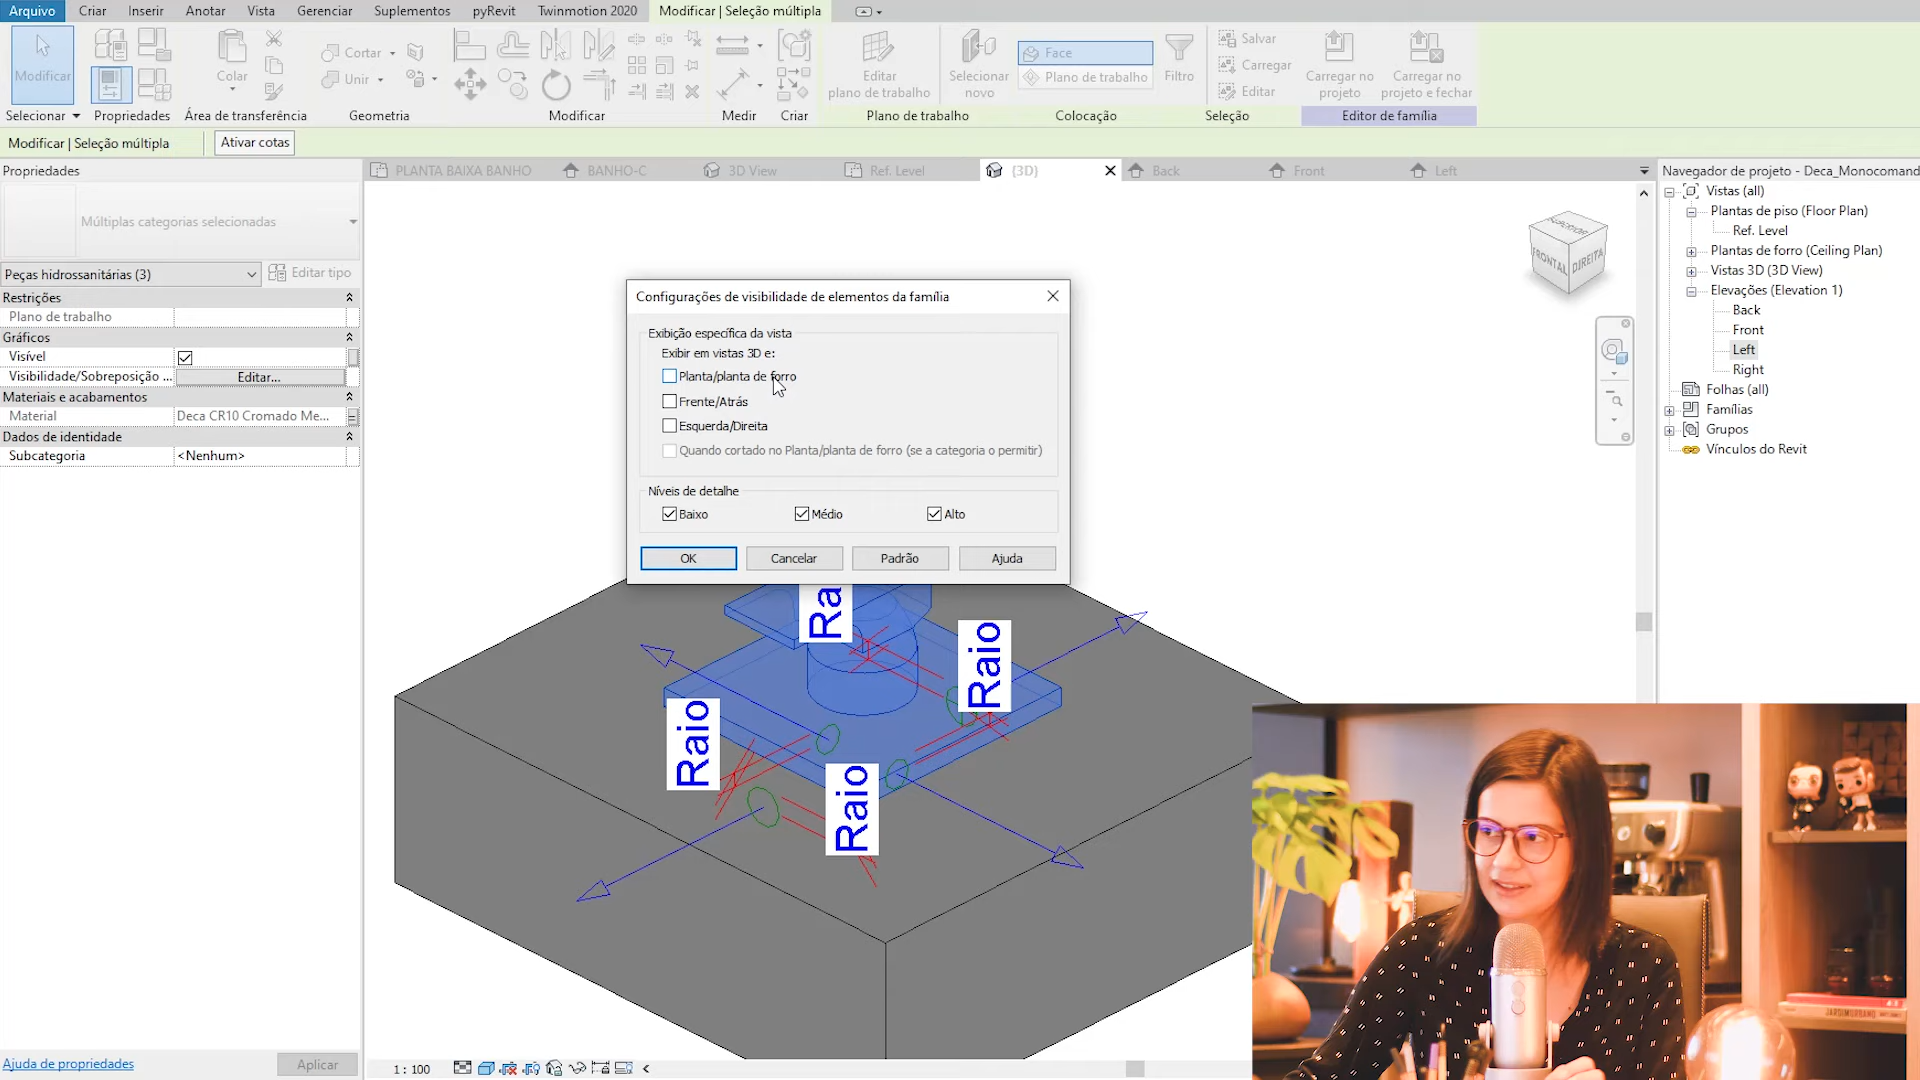 Arquivo Criar Inserir Anotar Vista Gerenciar Suplementos pyRevit Twinmotion 2020 Modificar | Seleção múltipla
Modificar
Colar
Cortar
Unir
Editar
plano de trabalho
Selecionar
novo
Face
Plano de trabalho
Filtro
Salvar
Carregar
Editar
Carregar no
projeto
Carregar no
projeto e fechar
Selecionar Propriedades Área de transferência Geometria Modificar Medir Criar Plano de trabalho Colocação Seleção Editor de família
Modificar | Seleção múltipla Ativar cotas
Propriedades
Múltiplas categorias selecionadas
Peças hidrossanitárias (3) Editar tipo
Restrições
Plano de trabalho
Gráficos
Visível
Visibilidade/Sobreposição ... Editar...
Materiais e acabamentos
Material Deca CR10 Cromado Me...
Dados de identidade
Subcategoria <Nenhum>
Ajuda de propriedades Aplicar
PLANTA BAIXA BANHO BANHO-C 3D View Ref. Level (3D) Back Front Left
SUPERIOR
FRONTAL DIREITA
Configurações de visibilidade de elementos da família
Exibição específica da vista
Exibir em vistas 3D e:
Planta/planta de forro
Frente/Atrás
Esquerda/Direita
Quando cortado no Planta/planta de forro (se a categoria o permitir)
Níveis de detalhe
Baixo Médio Alto
OK Cancelar Padrão Ajuda
Ra
Raio
Raio
Raio
1 : 100
Navegador de projeto - Deca_Monocomand
Vistas (all)
Plantas de piso (Floor Plan)
Ref. Level
Plantas de forro (Ceiling Plan)
Vistas 3D (3D View)
Elevações (Elevation 1)
Back
Front
Left
Right
Folhas (all)
Famílias
Grupos
Vínculos do Revit
JARDIM URBANO